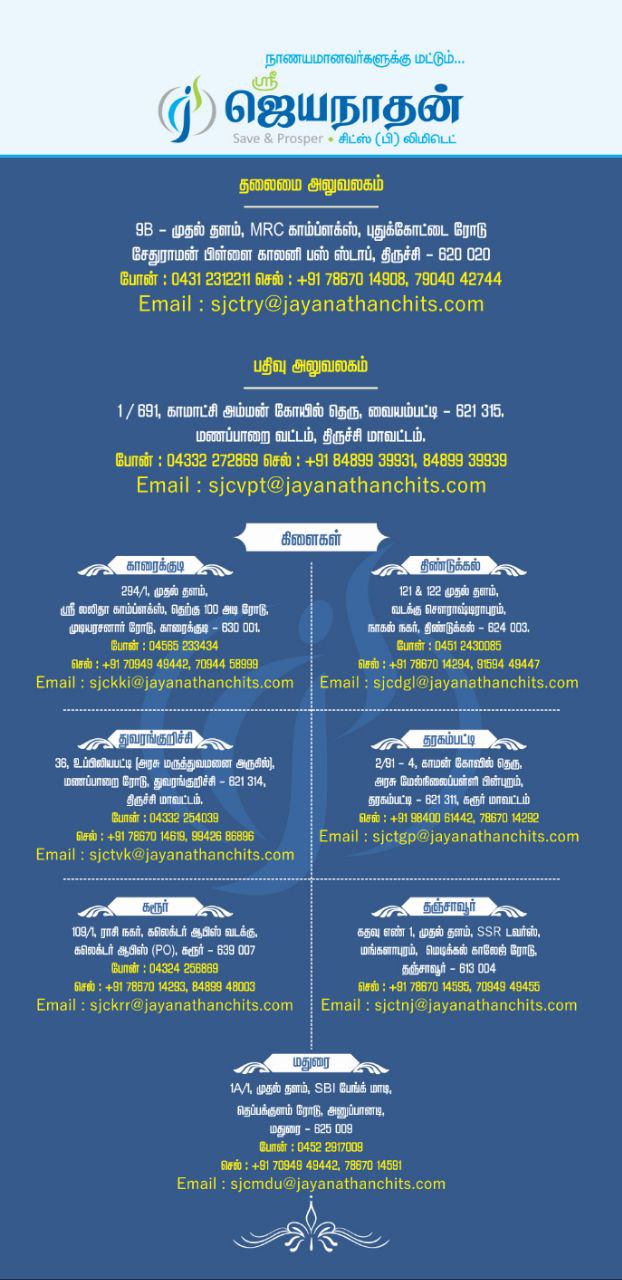 நாணயமானவர்களுக்கு மட்டும்...
ஸ்ரீ
ஜெயநாதன்
Save & Prosper • சிட்ஸ் (பி) லிமிடெட்
தலைமை அலுவலகம்
9B - முதல் தளம், MRC காம்ப்ளக்ஸ், புதுக்கோட்டை ரோடு
சேதுராமன் பிள்ளை காலனி பஸ் ஸ்டாப், திருச்சி - 620 020
போன் : 0431 2312211 செல் : +91 78670 14908, 79040 42744
Email : sjctry@jayanathanchits.com
பதிவு அலுவலகம்
1 / 691, காமாட்சி அம்மன் கோயில் தெரு, வையம்பட்டி - 621 315.
மணப்பாறை வட்டம், திருச்சி மாவட்டம்.
போன் : 04332 272869 செல் : +91 84899 39931, 84899 39939
Email : sjcvpt@jayanathanchits.com
கிளைகள்
காரைக்குடி
294/1, முதல் தளம்,
ஸ்ரீ லலிதா காம்ப்ளக்ஸ், தெற்கு 100 அடி ரோடு,
முடியரசனார் ரோடு, காரைக்குடி - 630 001.
போன் : 04565 233434
செல் : +91 70949 49442, 70944 58999
Email : sjckki@jayanathanchits.com
திண்டுக்கல்
121 & 122 முதல் தளம்,
வடக்கு சௌராஷ்டிராபுரம்,
நாகல் நகர், திண்டுக்கல் - 624 003.
போன் : 0451 2430085
செல் : +91 78670 14294, 91594 49447
Email : sjcdgl@jayanathanchits.com
துவரங்குறிச்சி
36, உப்பிலியபட்டி (அரசு மருத்துவமனை அருகில்),
மணப்பாறை ரோடு, துவரங்குறிச்சி - 621 314,
திருச்சி மாவட்டம்.
போன் : 04332 254039
செல் : +91 78670 14619, 99426 86896
Email : sjctvk@jayanathanchits.com
தரகம்பட்டி
2/91 - 4, காமன் கோவில் தெரு,
அரசு மேல்நிலைப்பள்ளி பின்புறம்,
தரகம்பட்டி - 621 311, கரூர் மாவட்டம்
செல் : +91 98400 61442, 78670 14292
Email : sjctgp@jayanathanchits.com
கரூர்
109/1, ராசி நகர், கலெக்டர் ஆபிஸ் வடக்கு,
கலெக்டர் ஆபிஸ் (PO), கரூர் - 639 007
போன் : 04324 256869
செல் : +91 78670 14293, 84899 48003
Email : sjckrr@jayanathanchits.com
தஞ்சாவூர்
கதவு எண் 1, முதல் தளம், SSR டவர்ஸ்,
மங்களாபுரம், மெடிக்கல் காலேஜ் ரோடு,
தஞ்சாவூர் - 613 004
செல் : +91 78670 14595, 70949 49455
Email : sjctnj@jayanathanchits.com
மதுரை
1A/1, முதல் தளம், SBI பேங்க் மாடி,
தெப்பக்குளம் ரோடு, அனுப்பானடி,
மதுரை - 625 009
போன் : 0452 2917009
செல் : +91 70949 49442, 78670 14591
Email : sjcmdu@jayanathanchits.com